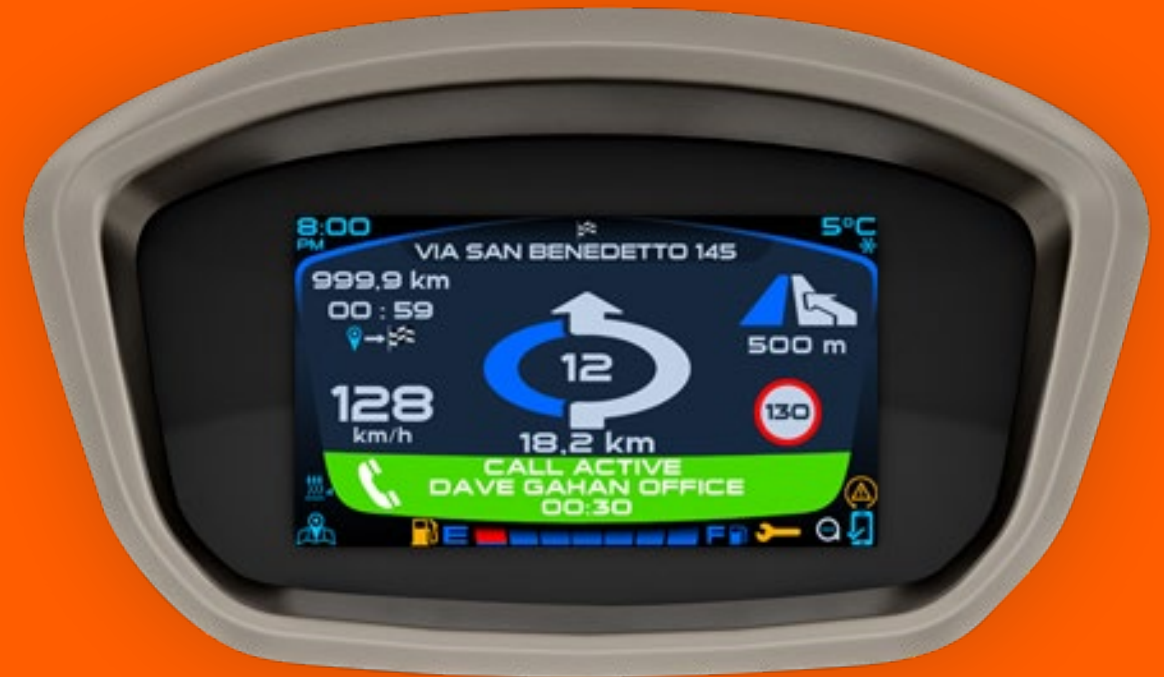 8:00
PM
5°C
VIA SAN BENEDETTO 145
999,9 km
00 : 59
12
500 m
128
km/h
130
18,2 km
CALL ACTIVE
DAVE GAHAN OFFICE
00:30
E
F